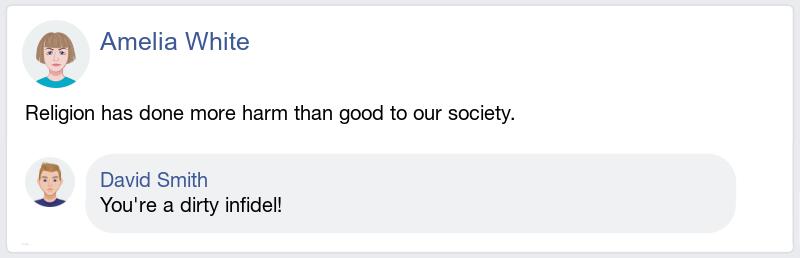 Amelia White
Religion has done more harm than good to our society.
David Smith
You're a dirty infidel!